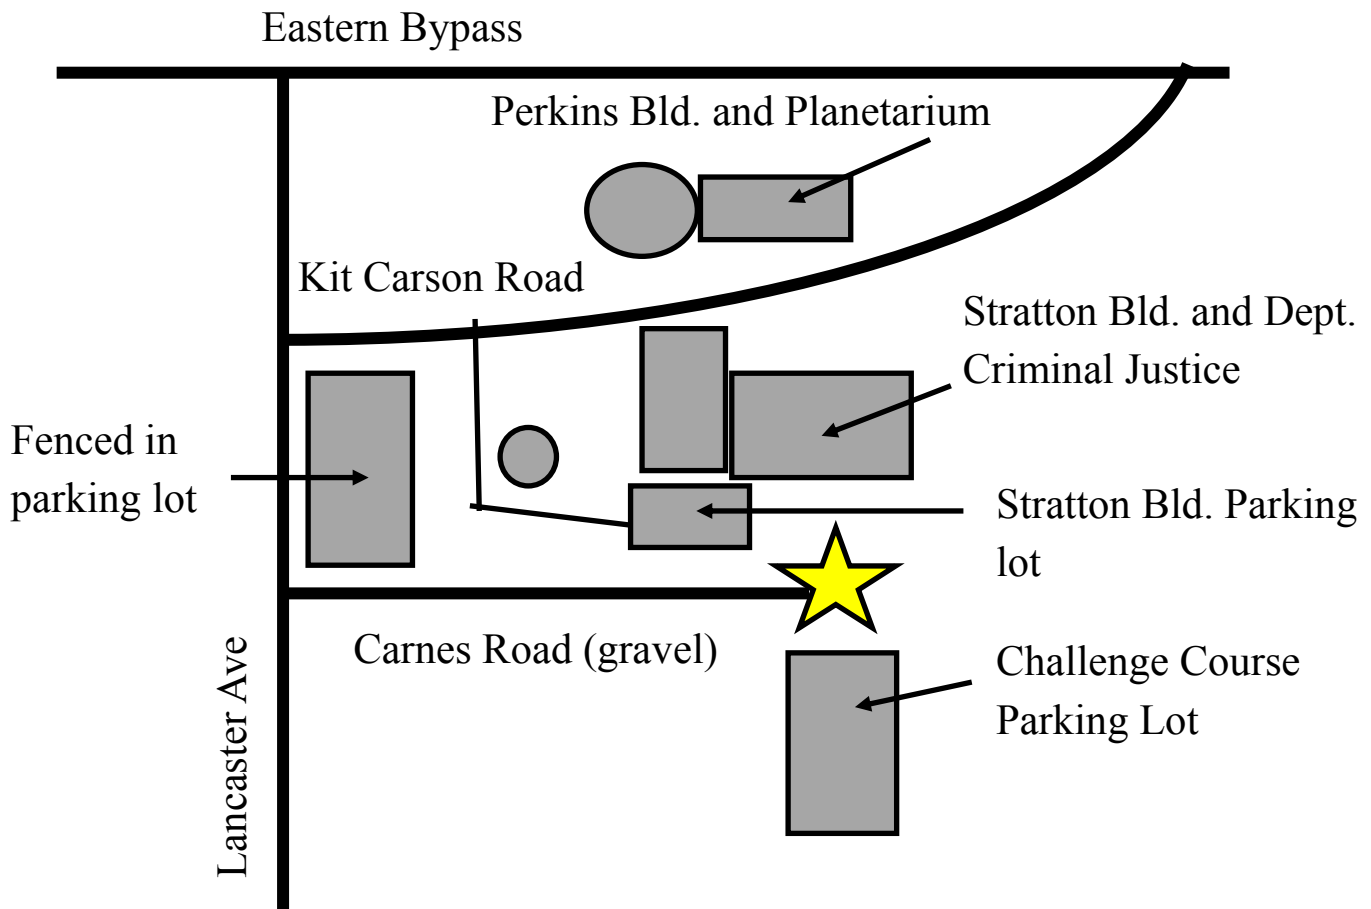 Eastern Bypass
Perkins Bld. and Planetarium
Kit Carson Road
Stratton Bld. and Dept.
Criminal Justice
Fenced in
parking lot
Stratton Bld. Parking
lot
Carnes Road (gravel)
Challenge Course
Parking Lot
Lancaster Ave